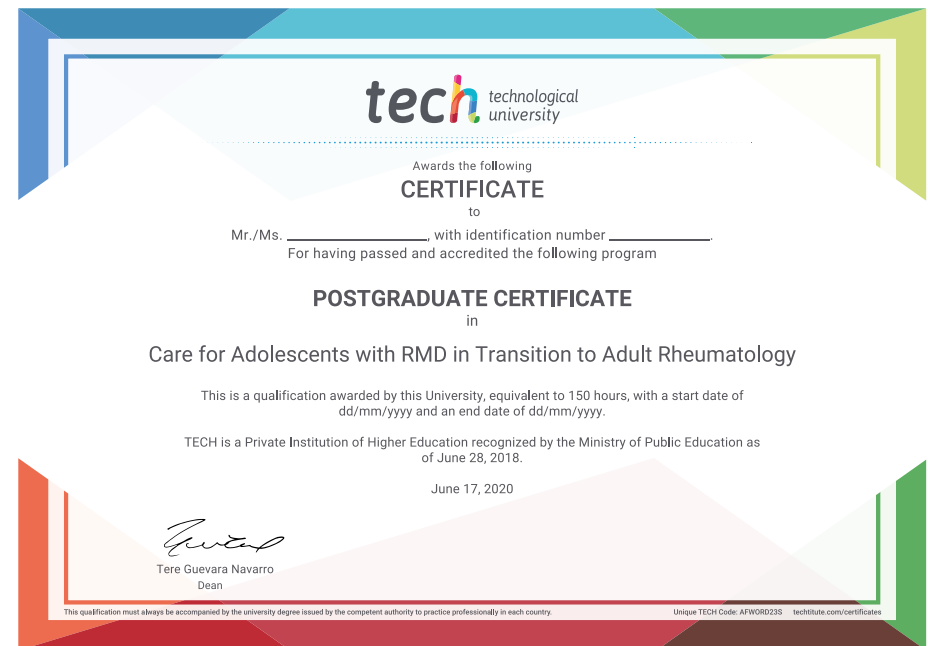 tech technological
university
Awards the following
CERTIFICATE
to
Mr./Ms. ____________________, with identification number ______________.
For having passed and accredited the following program
POSTGRADUATE CERTIFICATE
in
Care for Adolescents with RMD in Transition to Adult Rheumatology
This is a qualification awarded by this University, equivalent to 150 hours, with a start date of
dd/mm/yyyy and an end date of dd/mm/yyyy.
TECH is a Private Institution of Higher Education recognized by the Ministry of Public Education as
of June 28, 2018.
June 17, 2020
Tere Guevara Navarro
Dean
This qualification must always be accompanied by the university degree issued by the competent authority to practice professionally in each country. Unique TECH Code: AFWORD23S techtitute.com/certificates